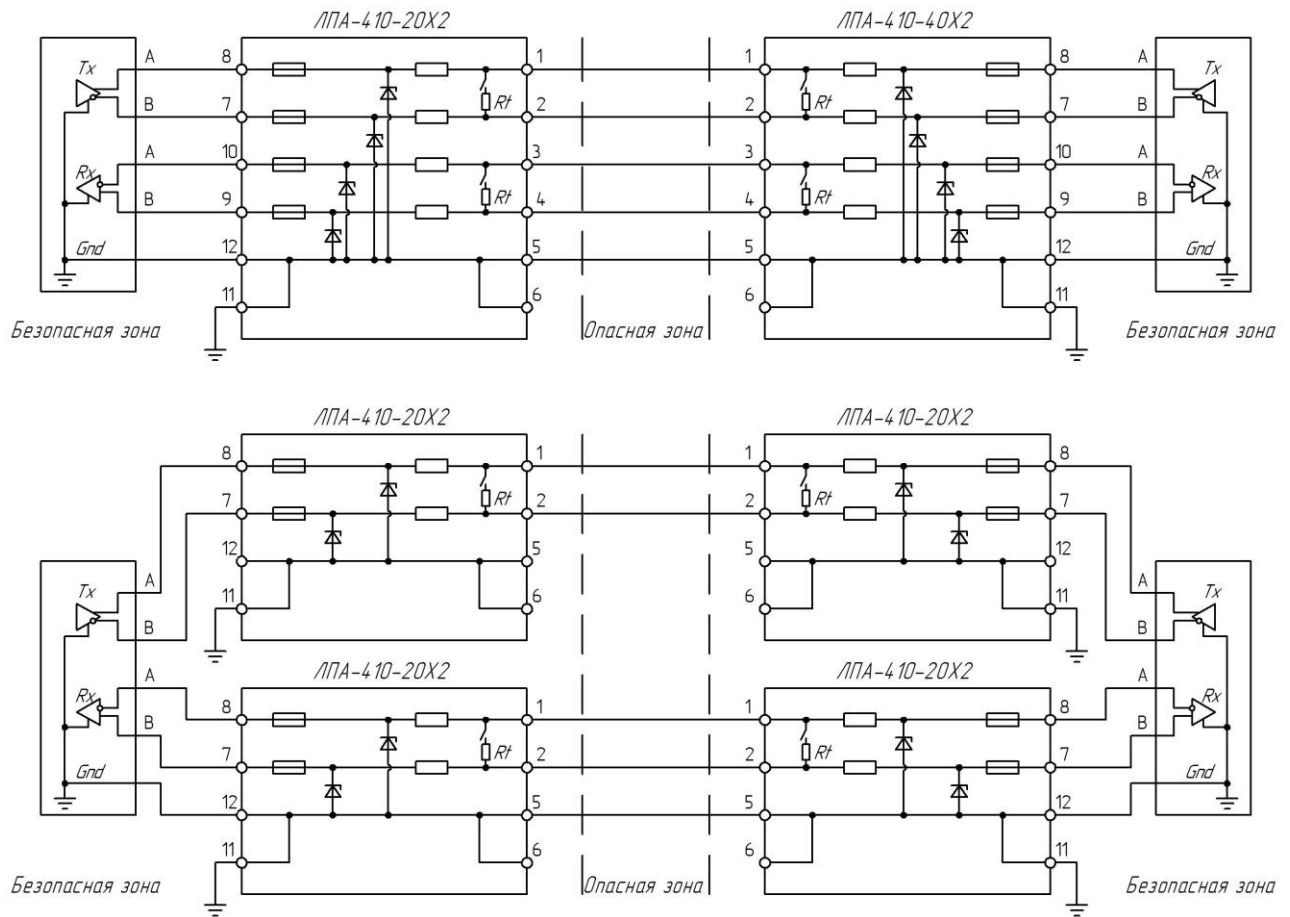 ЛПА-410-20Х2 ЛПА-410-40Х2
A 8 1 1 8 A
Tx Tx
Rt Rt
B 7 2 2 7 B
A 10 3 3 10 A
Rx Rx
Rt Rt
B 9 4 4 9 B
Gnd 12 5 5 12 Gnd
11 6 6 11
Безопасная зона Опасная зона Безопасная зона
ЛПА-410-20Х2 ЛПА-410-20Х2
8 1 1 8
Rt Rt
7 2 2 7
12 5 5 12
A A
Tx Tx
11 6 6 11
B B
ЛПА-410-20Х2 ЛПА-410-20Х2
A A
Rx Rx
8 1 1 8
B B
Rt Rt
7 2 2 7
Gnd Gnd
12 5 5 12
11 6 6 11
Безопасная зона Опасная зона Безопасная зона